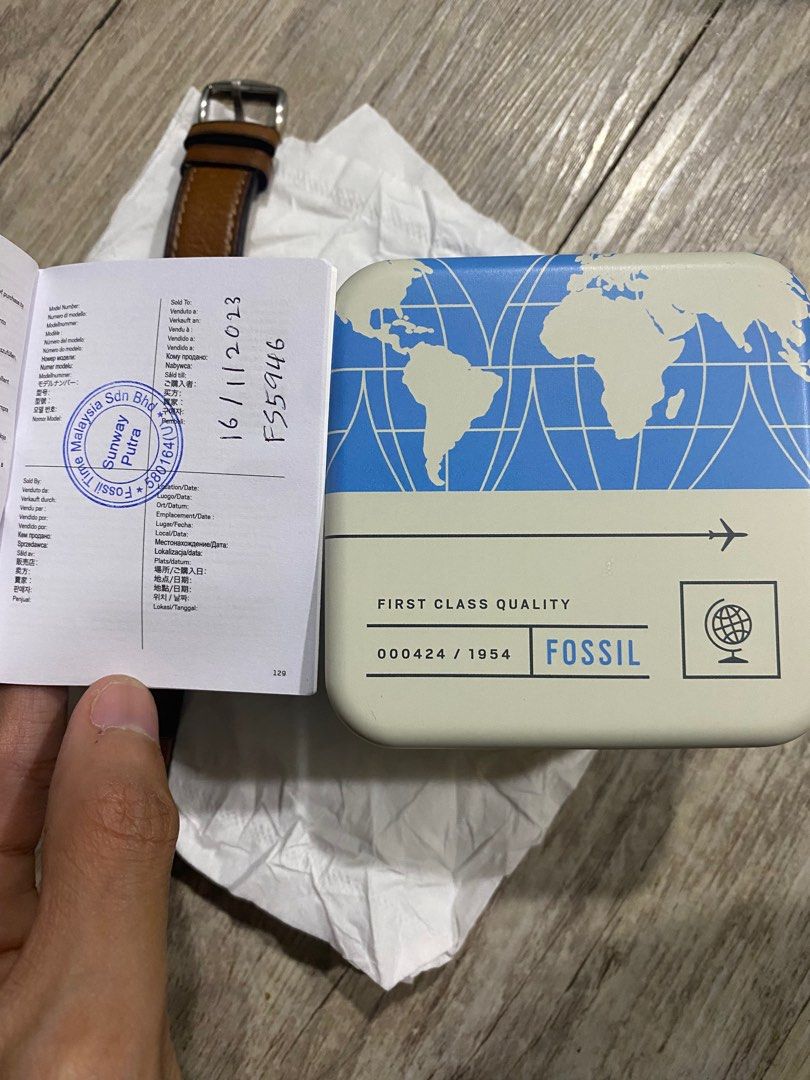 Model Number:
Numero di modello:
Modellnummer:
Modèle :
Número del modelo:
Número do modelo:
Номер модели:
Numer modelu:
Modellnummer:
モデルナンバー:
型号:
型號:
모델 번호:
Nomor Model:
Sold To:
Venduto a:
Verkauft an:
Vendu à :
Vendido a:
Vendido a:
Кому продано:
Nabywca:
Såld till:
ご購入者:
买方:
買家:
구매자:
Pembeli:
16/1/2023
FS5946
Fossil Time Malaysia Sdn Bhd
580164(U)
Sunway
Putra
Sold By:
Venduto da:
Verkauft durch:
Vendu par :
Vendido por:
Vendido por:
Кем продано:
Sprzedawca:
Såld av:
販売店:
卖方:
賣家:
판매자:
Penjual:
Location/Date:
Luogo/Data:
Ort/Datum:
Emplacement/Date :
Lugar/Fecha:
Local/Data:
Местонахождение/Дата:
Lokalizacja/data:
Plats/datum:
場所/ご購入日:
地点/日期:
地點/日期:
위치 / 날짜:
Lokasi/Tanggal:
129
FIRST CLASS QUALITY
000424 / 1954
FOSSIL